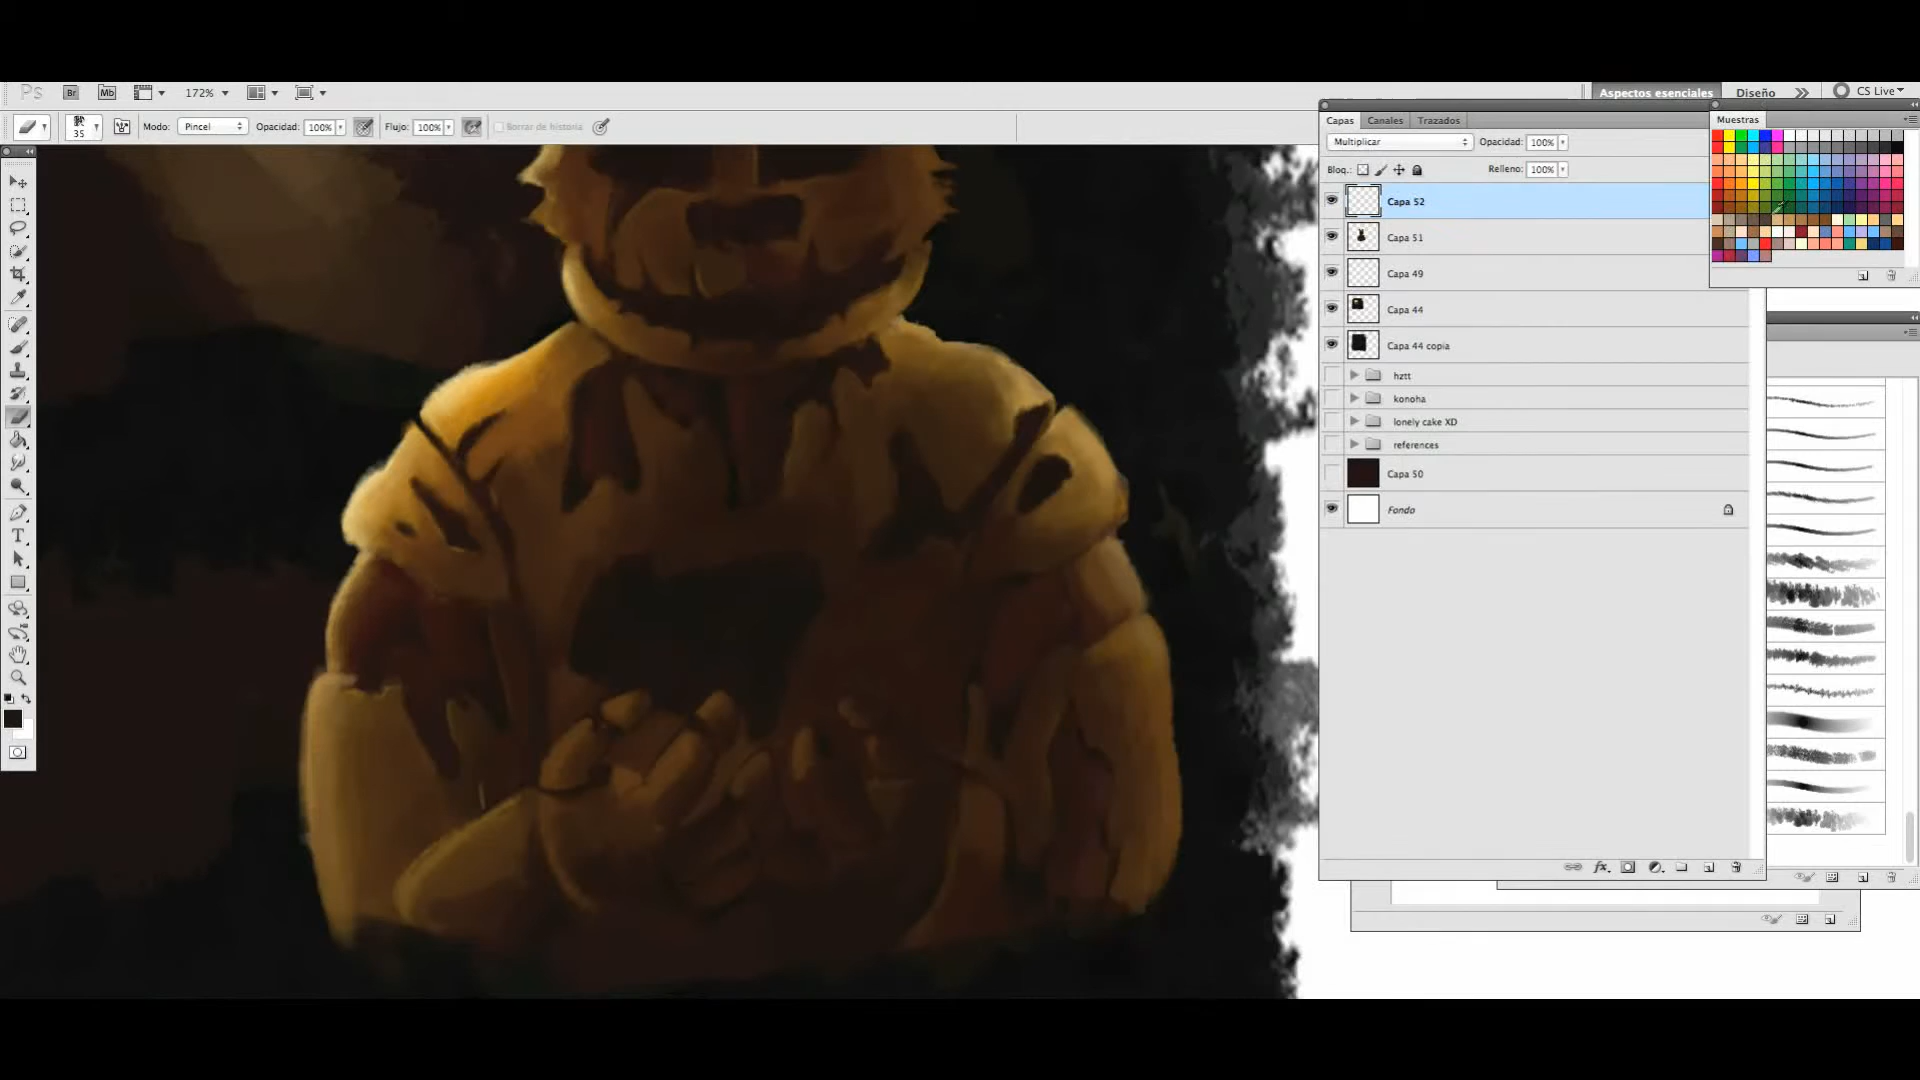 Ps Br Mb 172% Aspectos esenciales Diseño CS Live
35 Modo: Pincel Opacidad: 100% Flujo: 100% Borrar de historia
Capas Canales Trazados
Muestras
Multiplicar Opacidad: 100%
Bloq.: Relleno: 100%
Capa 52
Capa 51
Capa 49
Capa 44
Capa 44 copia
hztt
konoha
lonely cake XD
references
Capa 50
Fondo
T
fx